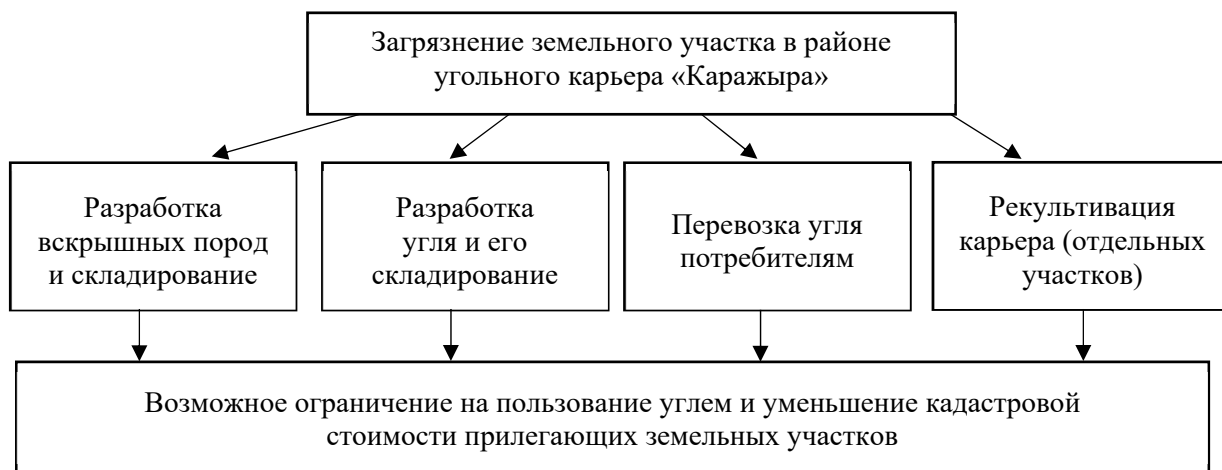 Загрязнение земельного участка в районе
угольного карьера «Каражыра»
Разработка
вскрышных пород
и складирование
Разработка
угля и его
складирование
Перевозка угля
потребителям
Рекультивация
карьера (отдельных
участков)
Возможное ограничение на пользование углем и уменьшение кадастровой
стоимости прилегающих земельных участков